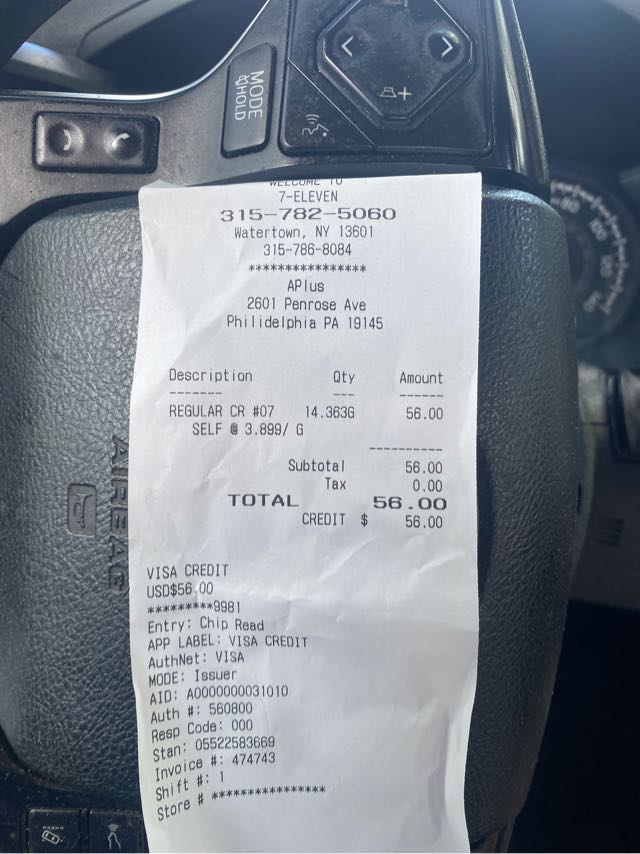 MODE
HOLD
+
WELCOME TO
7-ELEVEN
315-782-5060
Watertown, NY 13601
315-786-8084
*****************
APlus
2601 Penrose Ave
Philidelphia PA 19145
Description Qty Amount
------- --- ------
REGULAR CR #07 14.363G 56.00
SELF @ 3.899/ G
----------
Subtotal 56.00
Tax 0.00
TOTAL 56.00
CREDIT $ 56.00
VISA CREDIT
USD$56.00
*********9981
Entry: Chip Read
APP LABEL: VISA CREDIT
AuthNet: VISA
MODE: Issuer
AID: A0000000031010
Auth #: 560800
Resp Code: 000
Stan: 05522583669
Invoice #: 474743
Shift #: 1
Store # ****************
AIRBAG